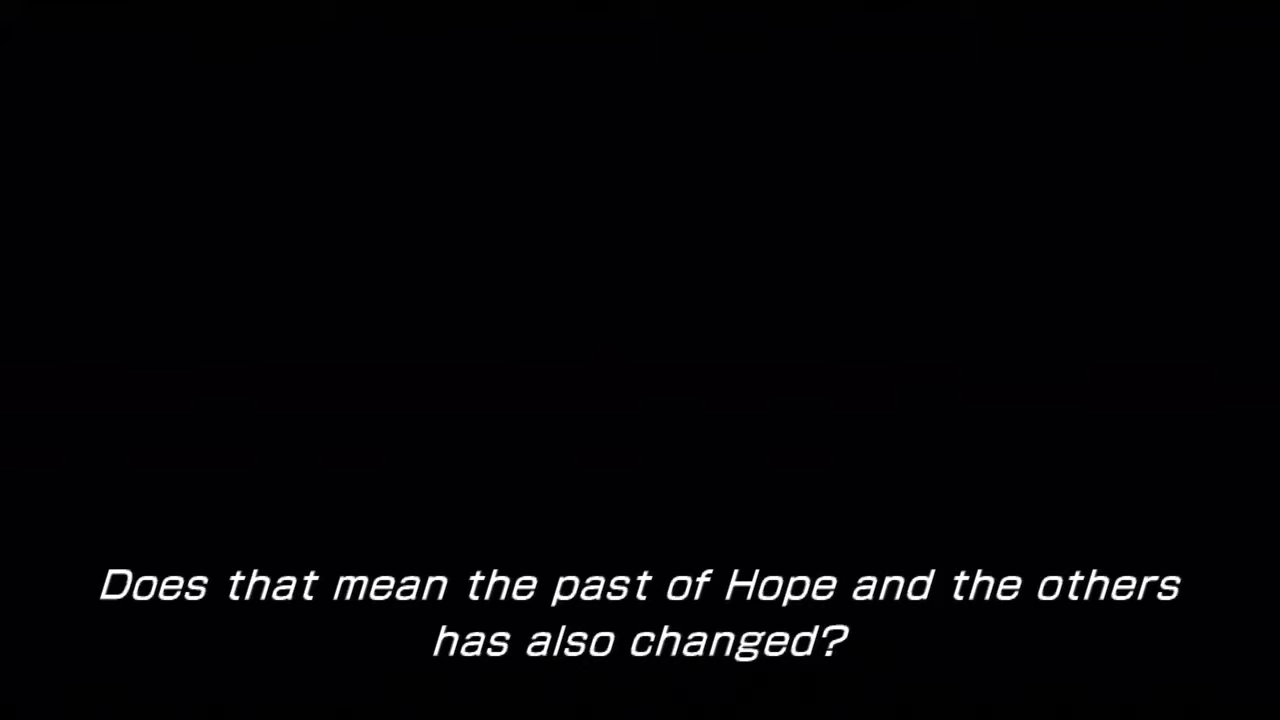 Does that mean the past of Hope and the others
has also changed?